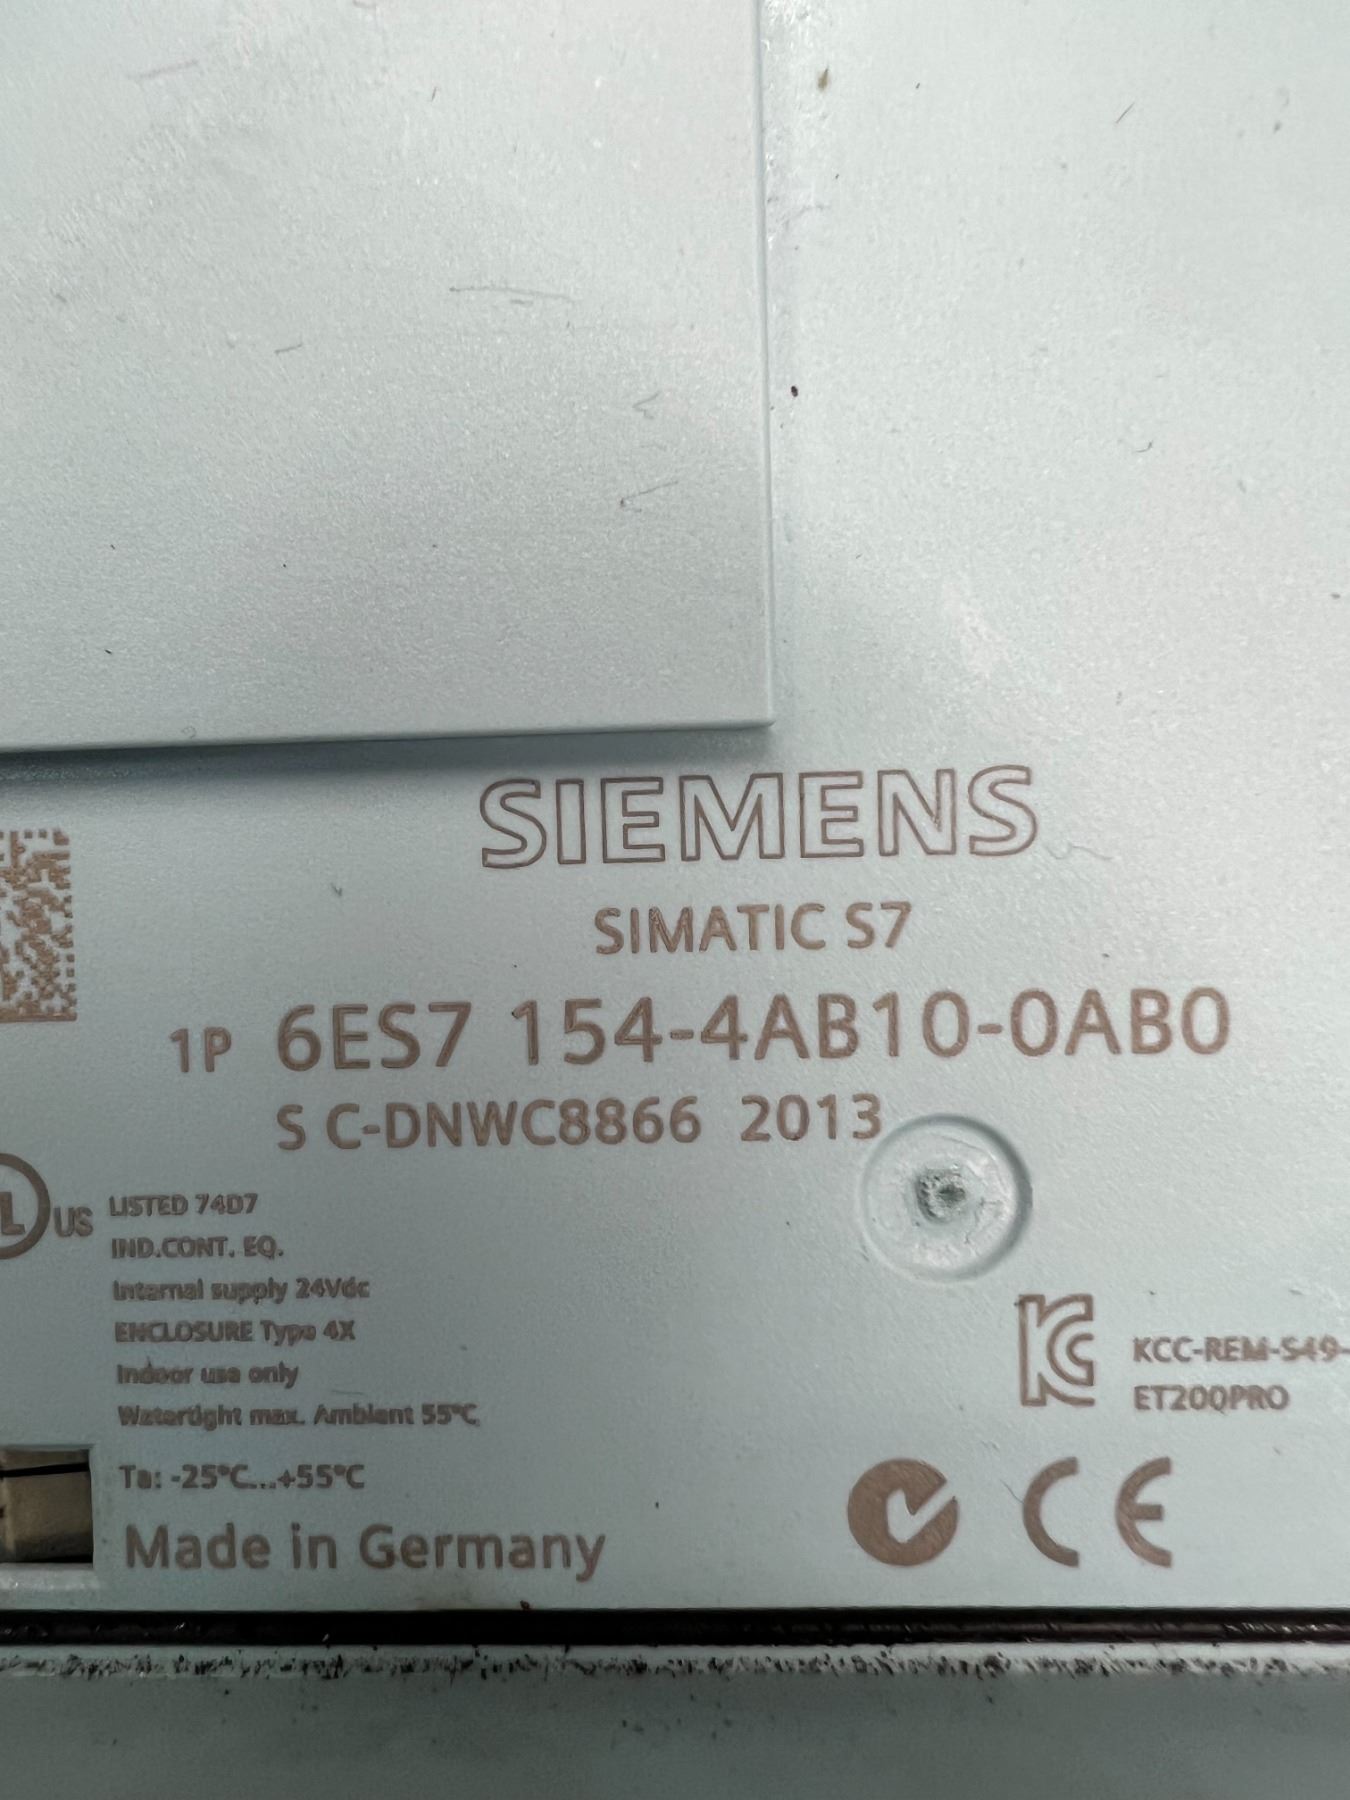 SIEMENS
SIMATIC S7
1P 6ES7 154-4AB10-0AB0
S C-DNWC8866 2013
L US LISTED 74D7
IND.CONT. EQ.
Internal supply 24Vdc
ENCLOSURE Type 4X
Indoor use only
Watertight max. Ambient 55°C
Ta: -25°C...+55°C
Made in Germany
KC KCC-REM-S49-
ET200PRO
CE